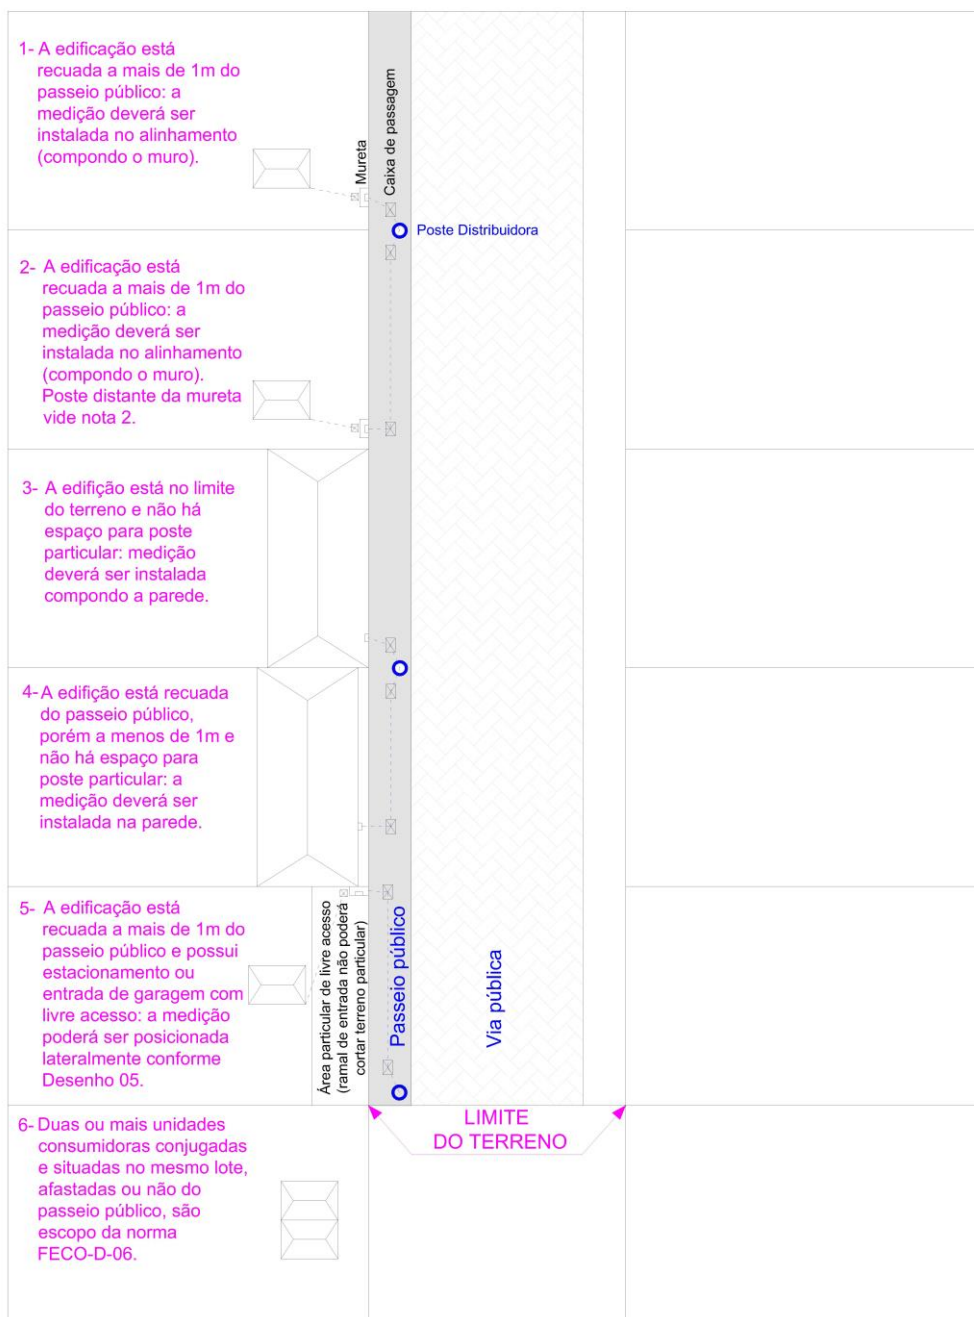 1- A edificação está
recuada a mais de 1m do
passeio público: a
medição deverá ser
instalada no alinhamento
(compondo o muro).
Mureta
Caixa de passagem
Poste Distribuidora
2- A edificação está
recuada a mais de 1m do
passeio público: a
medição deverá ser
instalada no alinhamento
(compondo o muro).
Poste distante da mureta
vide nota 2.
3- A edifição está no limite
do terreno e não há
espaço para poste
particular: medição
deverá ser instalada
compondo a parede.
4- A edifição está recuada
do passeio público,
porém a menos de 1m e
não há espaço para
poste particular: a
medição deverá ser
instalada na parede.
5- A edificação está
recuada a mais de 1m do
passeio público e possui
estacionamento ou
entrada de garagem com
livre acesso: a medição
poderá ser posicionada
lateralmente conforme
Desenho 05.
Área particular de livre acesso
(ramal de entrada não poderá
cortar terreno particular)
Passeio público
Via pública
LIMITE
DO TERRENO
6- Duas ou mais unidades
consumidoras conjugadas
e situadas no mesmo lote,
afastadas ou não do
passeio público, são
escopo da norma
FECO-D-06.